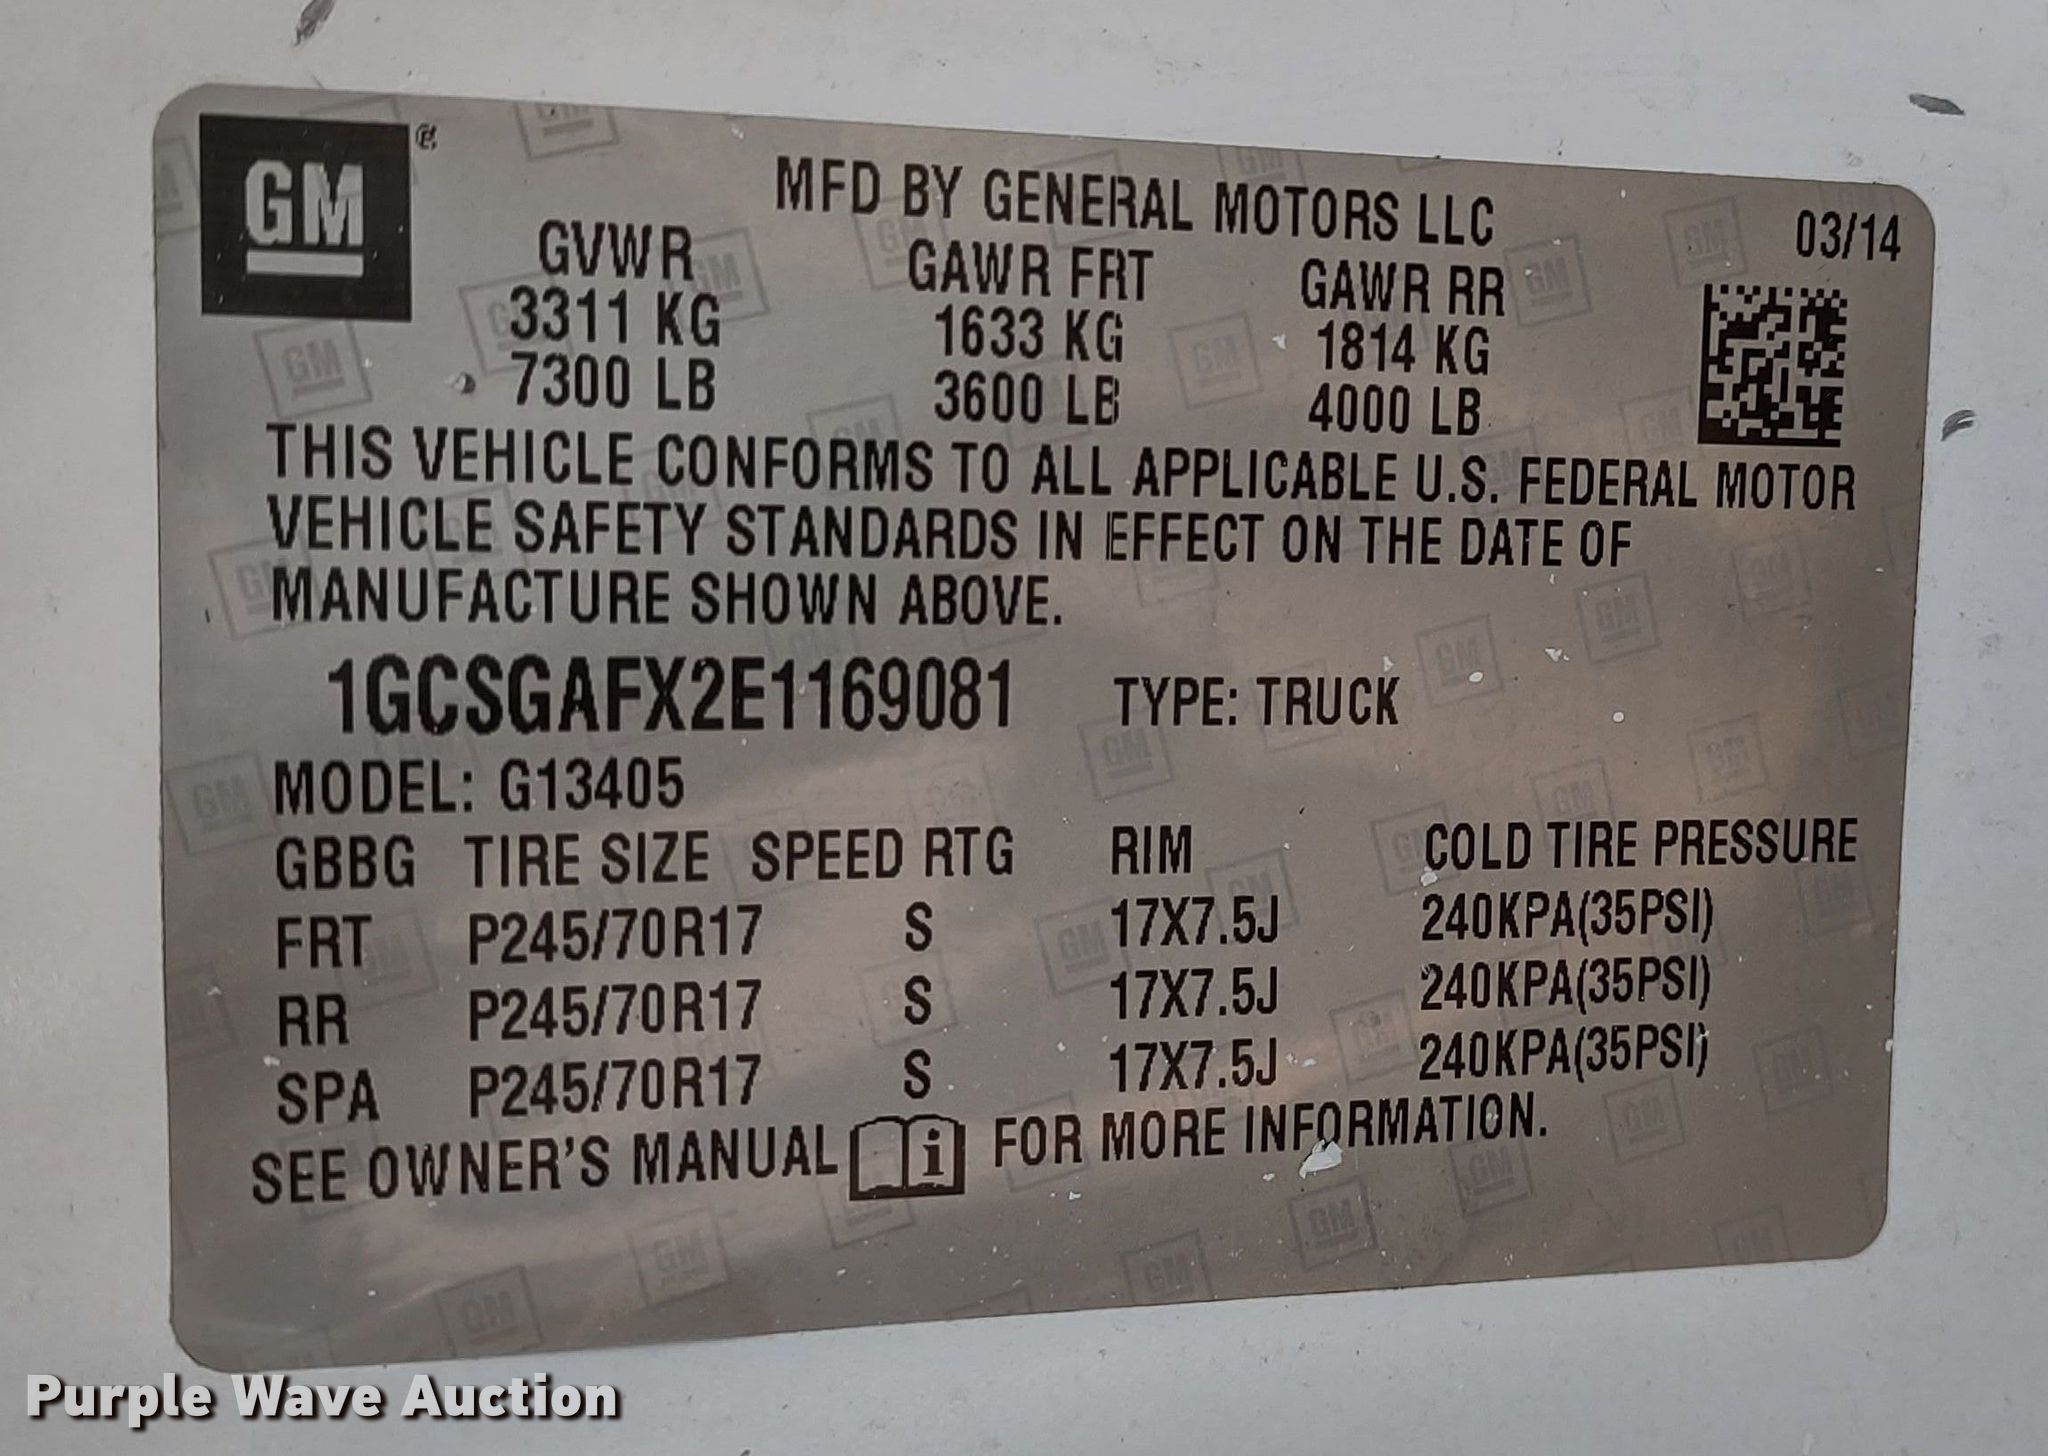 GM
MFD BY GENERAL MOTORS LLC 03/14
GVWR GAWR FRT GAWR RR
3311 KG 1633 KG 1814 KG
7300 LB 3600 LB 4000 LB
THIS VEHICLE CONFORMS TO ALL APPLICABLE U.S. FEDERAL MOTOR
VEHICLE SAFETY STANDARDS IN EFFECT ON THE DATE OF
MANUFACTURE SHOWN ABOVE.
1GCSGAFX2E1169081 TYPE: TRUCK
MODEL: G13405
GBBG TIRE SIZE SPEED RTG RIM COLD TIRE PRESSURE
FRT P245/70R17 S 17X7.5J 240KPA(35PSI)
RR P245/70R17 S 17X7.5J 240KPA(35PSI)
SPA P245/70R17 S 17X7.5J 240KPA(35PSI)
SEE OWNER'S MANUAL i FOR MORE INFORMATION.
Purple Wave Auction